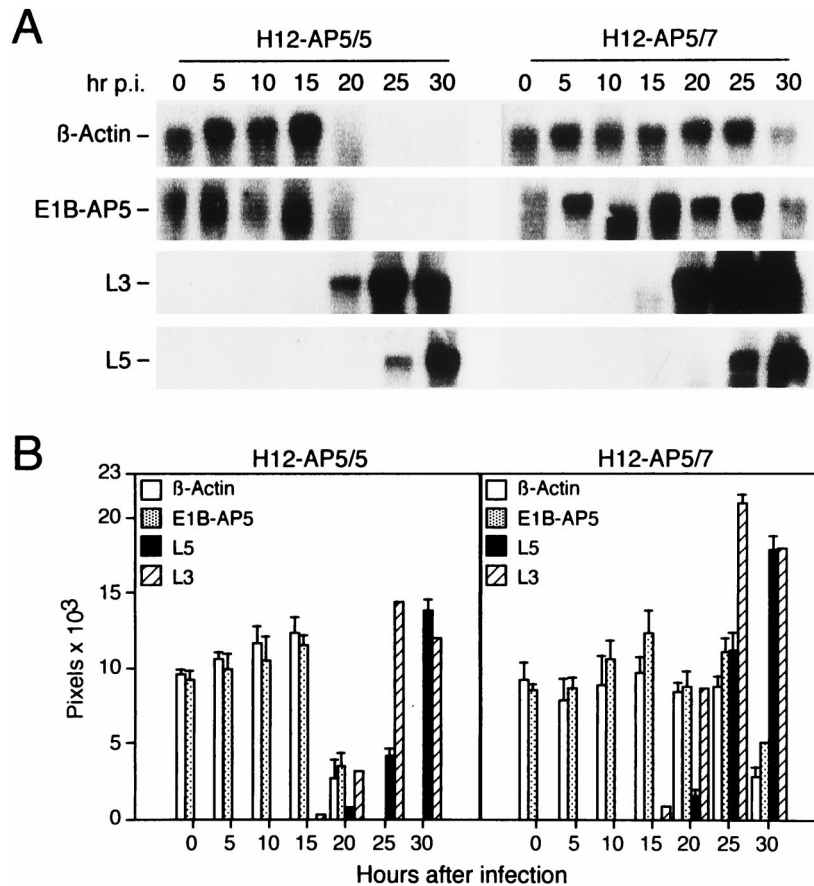 A
H12-AP5/5 H12-AP5/7
hr p.i. 0 5 10 15 20 25 30 0 5 10 15 20 25 30
ß-Actin –
E1B-AP5 –
L3 –
L5 –
B
H12-AP5/5 H12-AP5/7
23
20
15
10
5
0
Pixels x 10³
ß-Actin
E1B-AP5
L5
L3
ß-Actin
E1B-AP5
L5
L3
0 5 10 15 20 25 30 0 5 10 15 20 25 30
Hours after infection